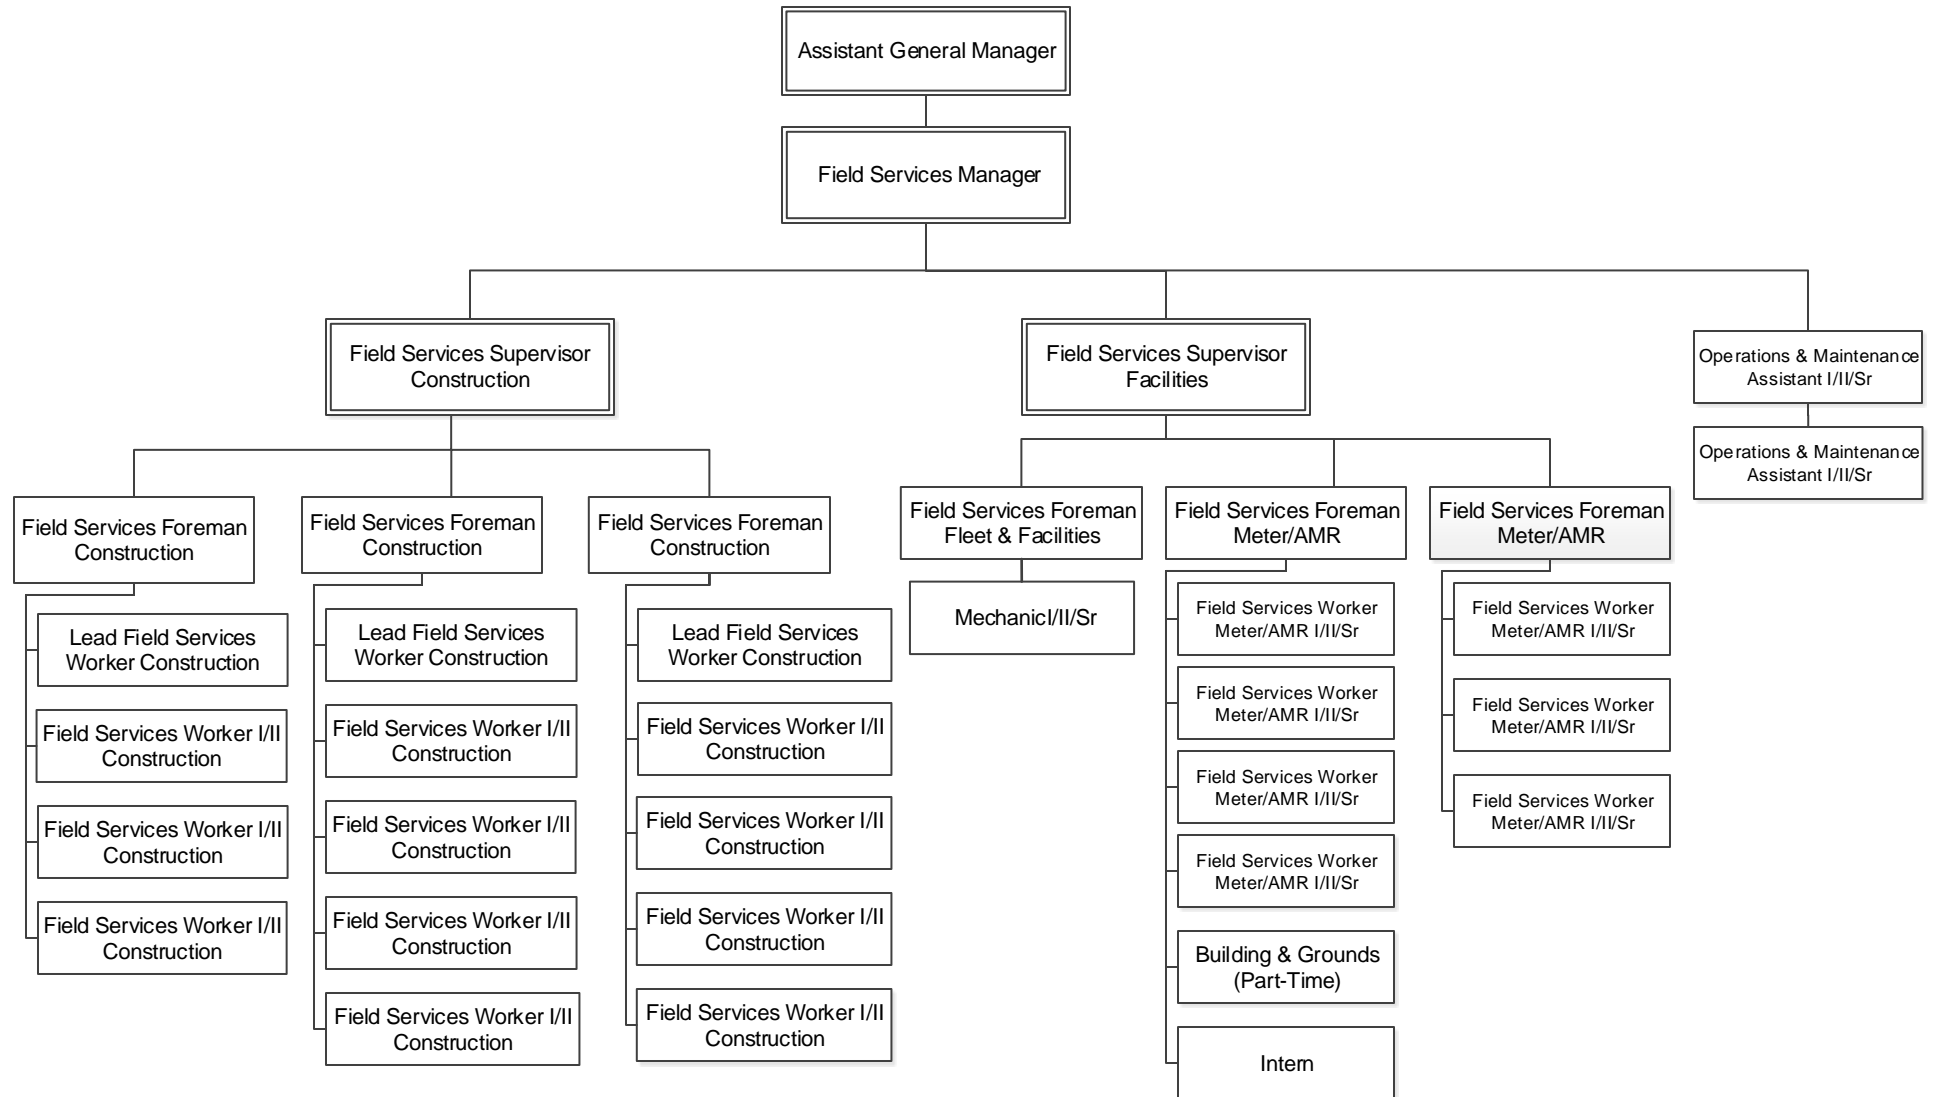 Assistant General Manager
Field Services Manager
Field Services Supervisor
Construction
Field Services Supervisor
Facilities
Operations & Maintenance
Assistant I/II/Sr
Operations & Maintenance
Assistant I/II/Sr
Field Services Foreman
Construction
Lead Field Services
Worker Construction
Field Services Worker I/II
Construction
Field Services Worker I/II
Construction
Field Services Worker I/II
Construction
Field Services Foreman
Construction
Lead Field Services
Worker Construction
Field Services Worker I/II
Construction
Field Services Worker I/II
Construction
Field Services Worker I/II
Construction
Field Services Worker I/II
Construction
Field Services Foreman
Construction
Lead Field Services
Worker Construction
Field Services Worker I/II
Construction
Field Services Worker I/II
Construction
Field Services Worker I/II
Construction
Field Services Worker I/II
Construction
Field Services Foreman
Fleet & Facilities
MechanicI/II/Sr
Field Services Foreman
Meter/AMR
Field Services Worker
Meter/AMR I/II/Sr
Field Services Worker
Meter/AMR I/II/Sr
Field Services Worker
Meter/AMR I/II/Sr
Field Services Worker
Meter/AMR I/II/Sr
Building & Grounds
(Part-Time)
Intern
Field Services Foreman
Meter/AMR
Field Services Worker
Meter/AMR I/II/Sr
Field Services Worker
Meter/AMR I/II/Sr
Field Services Worker
Meter/AMR I/II/Sr